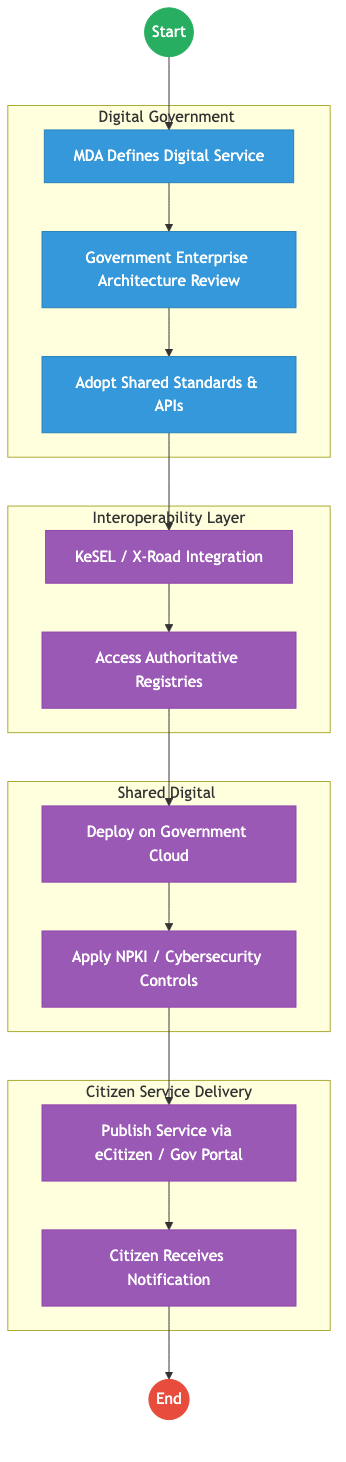 Start
Digital Government
MDA Defines Digital Service
Government Enterprise
Architecture Review
Adopt Shared Standards &
APIs
Interoperability Layer
KeSEL / X-Road Integration
Access Authoritative
Registries
Shared Digital
Deploy on Government
Cloud
Apply NPKI / Cybersecurity
Controls
Citizen Service Delivery
Publish Service via
eCitizen / Gov Portal
Citizen Receives
Notification
End